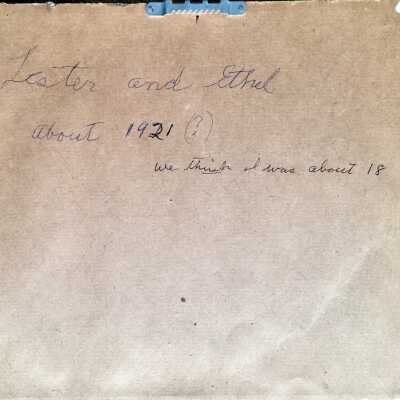 Lester and Ethel
about 1921 (?)
we think I was about 18